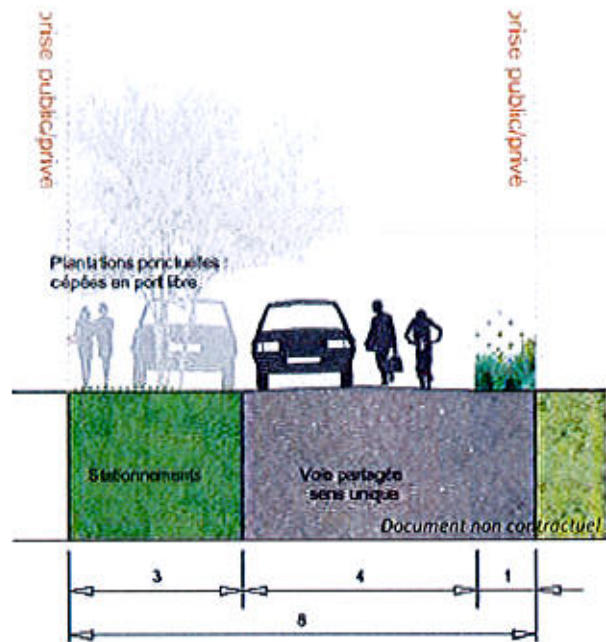 prise public/privé
prise public/privé
Plantations ponctuelles :
cépées en port libre
Stationnements
Voie partagée
sens unique
Document non contractuel
3
4
1
8